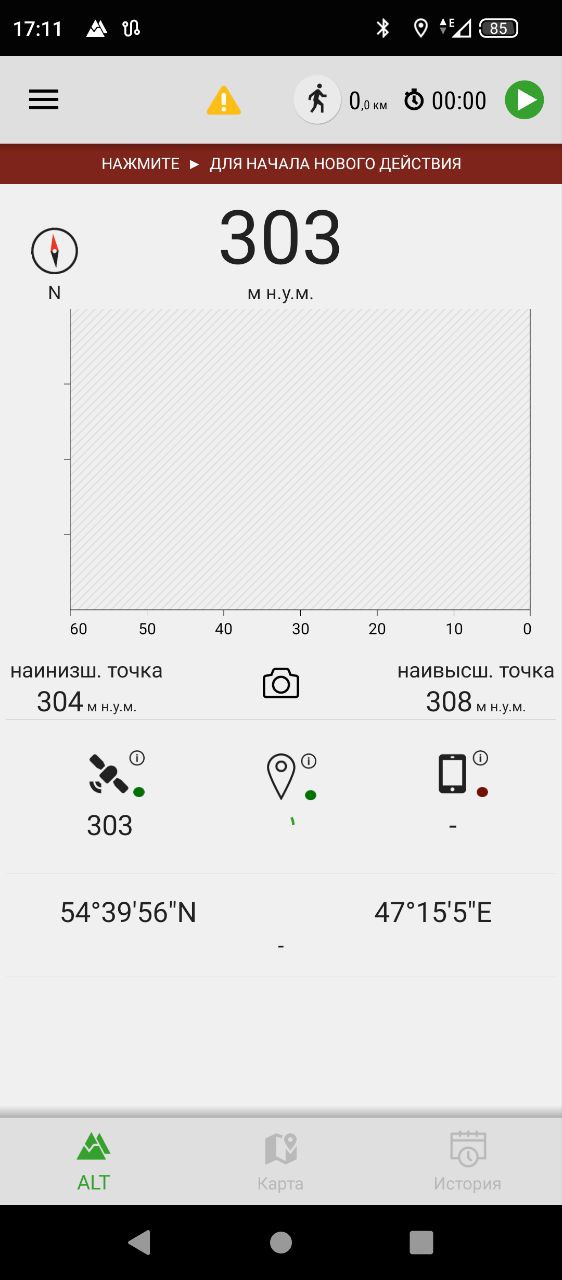 17:11
E
85
0,0 км
00:00
НАЖМИТЕ ► ДЛЯ НАЧАЛА НОВОГО ДЕЙСТВИЯ
303
N
м н.у.м.
60 50 40 30 20 10 0
наинизш. точка
304 м н.у.м.
наивысш. точка
308 м н.у.м.
303
-
54°39'56"N
47°15'5"E
-
ALT
Карта
История